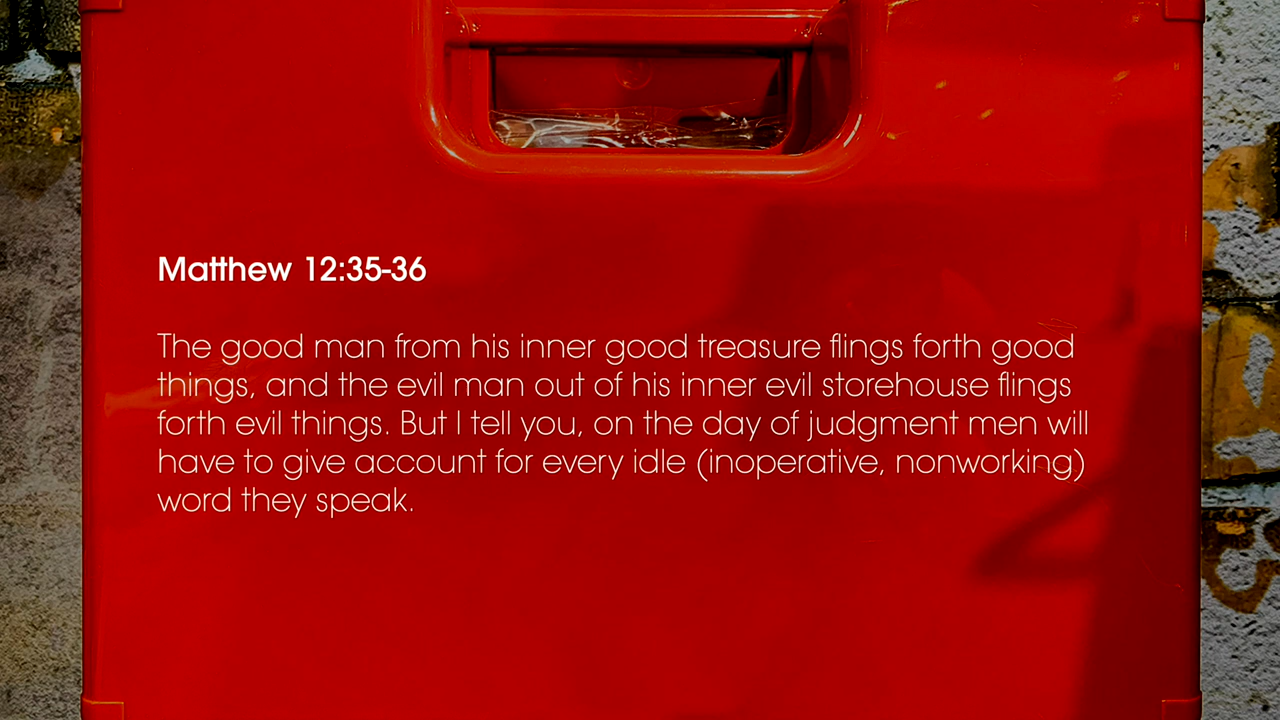 Matthew 12:35-36
The good man from his inner good treasure flings forth good
things, and the evil man out of his inner evil storehouse flings
forth evil things. But I tell you, on the day of judgment men will
have to give account for every idle (inoperative, nonworking)
word they speak.